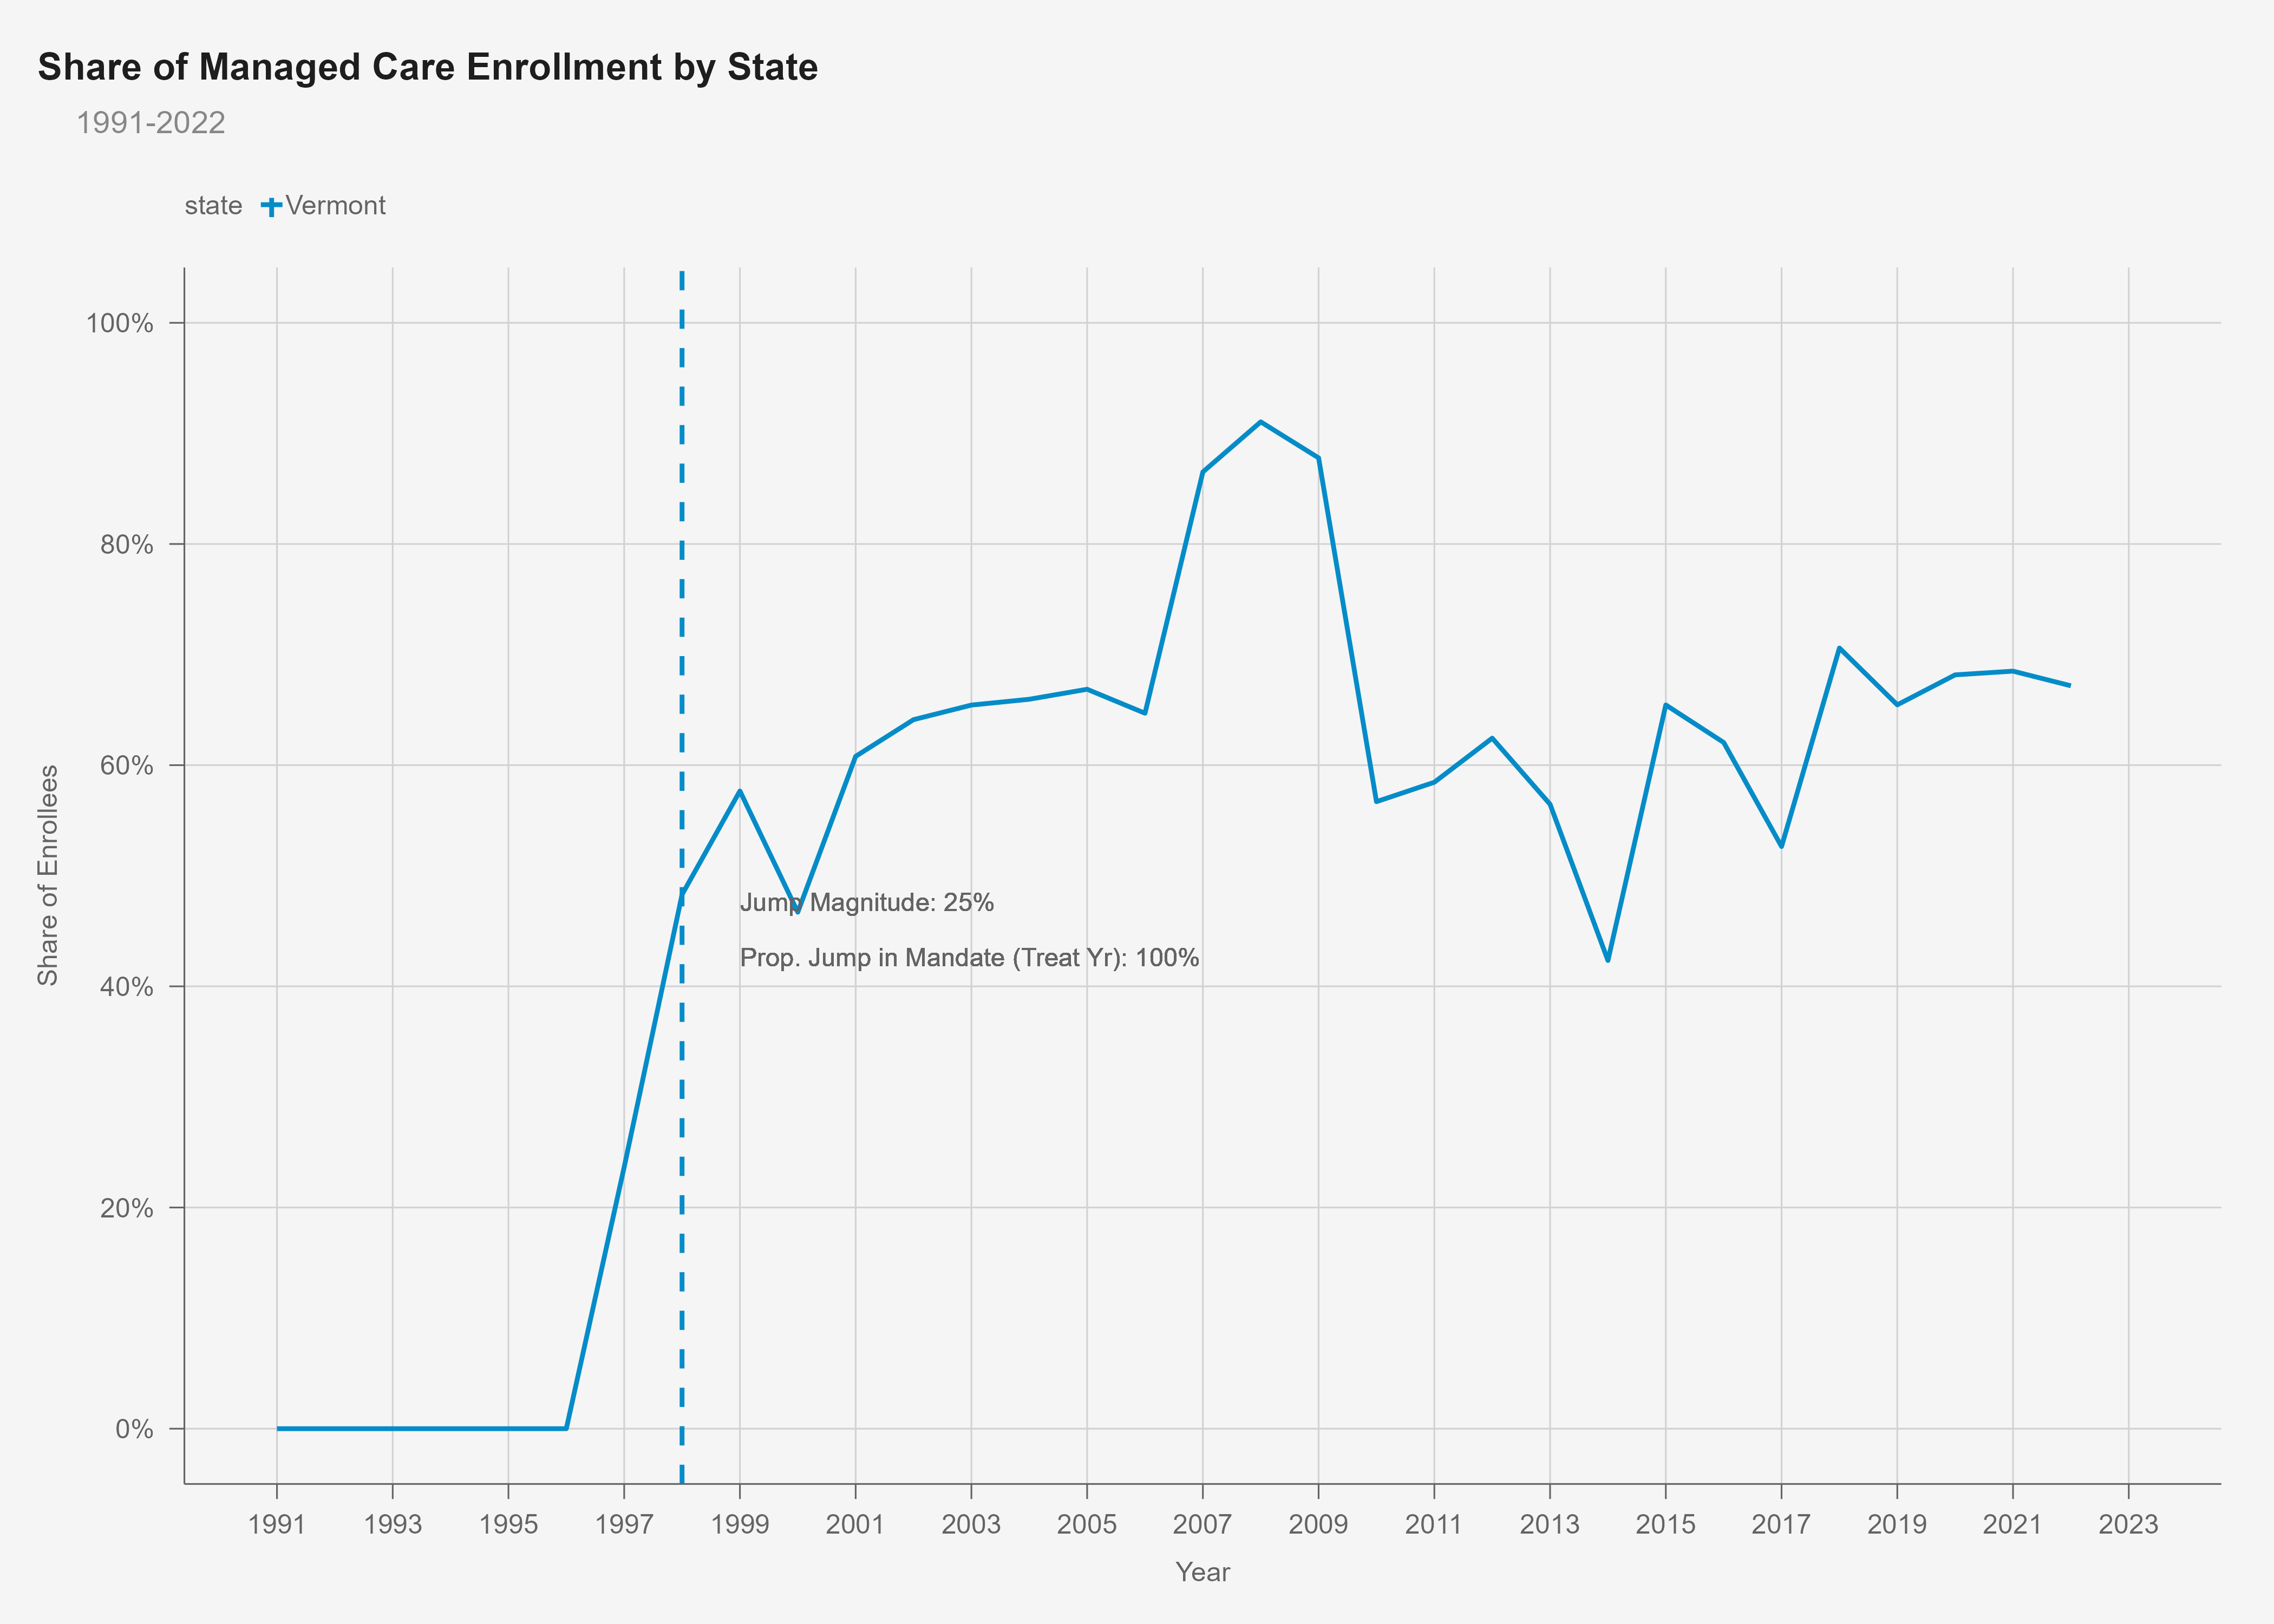 Share of Managed Care Enrollment by State
1991-2022
state Vermont
100%
80%
60%
40%
20%
0%
Share of Enrollees
Jump Magnitude: 25%
Prop. Jump in Mandate (Treat Yr): 100%
1991 1993 1995 1997 1999 2001 2003 2005 2007 2009 2011 2013 2015 2017 2019 2021 2023
Year